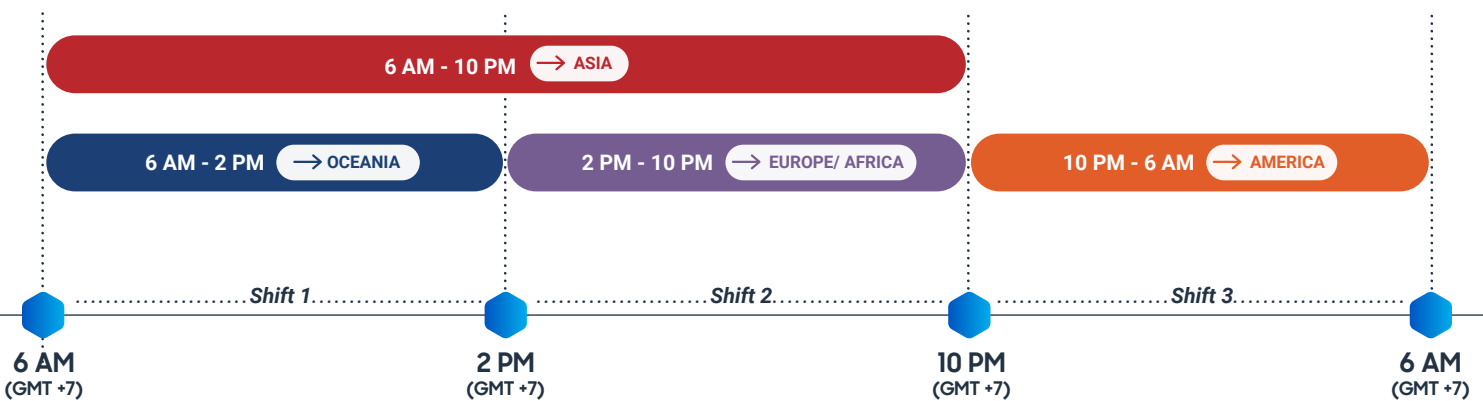 6 AM - 10 PM → ASIA
6 AM - 2 PM → OCEANIA
2 PM - 10 PM → EUROPE/ AFRICA
10 PM - 6 AM → AMERICA
Shift 1
Shift 2
Shift 3
6 AM
(GMT +7)
2 PM
(GMT +7)
10 PM
(GMT +7)
6 AM
(GMT +7)